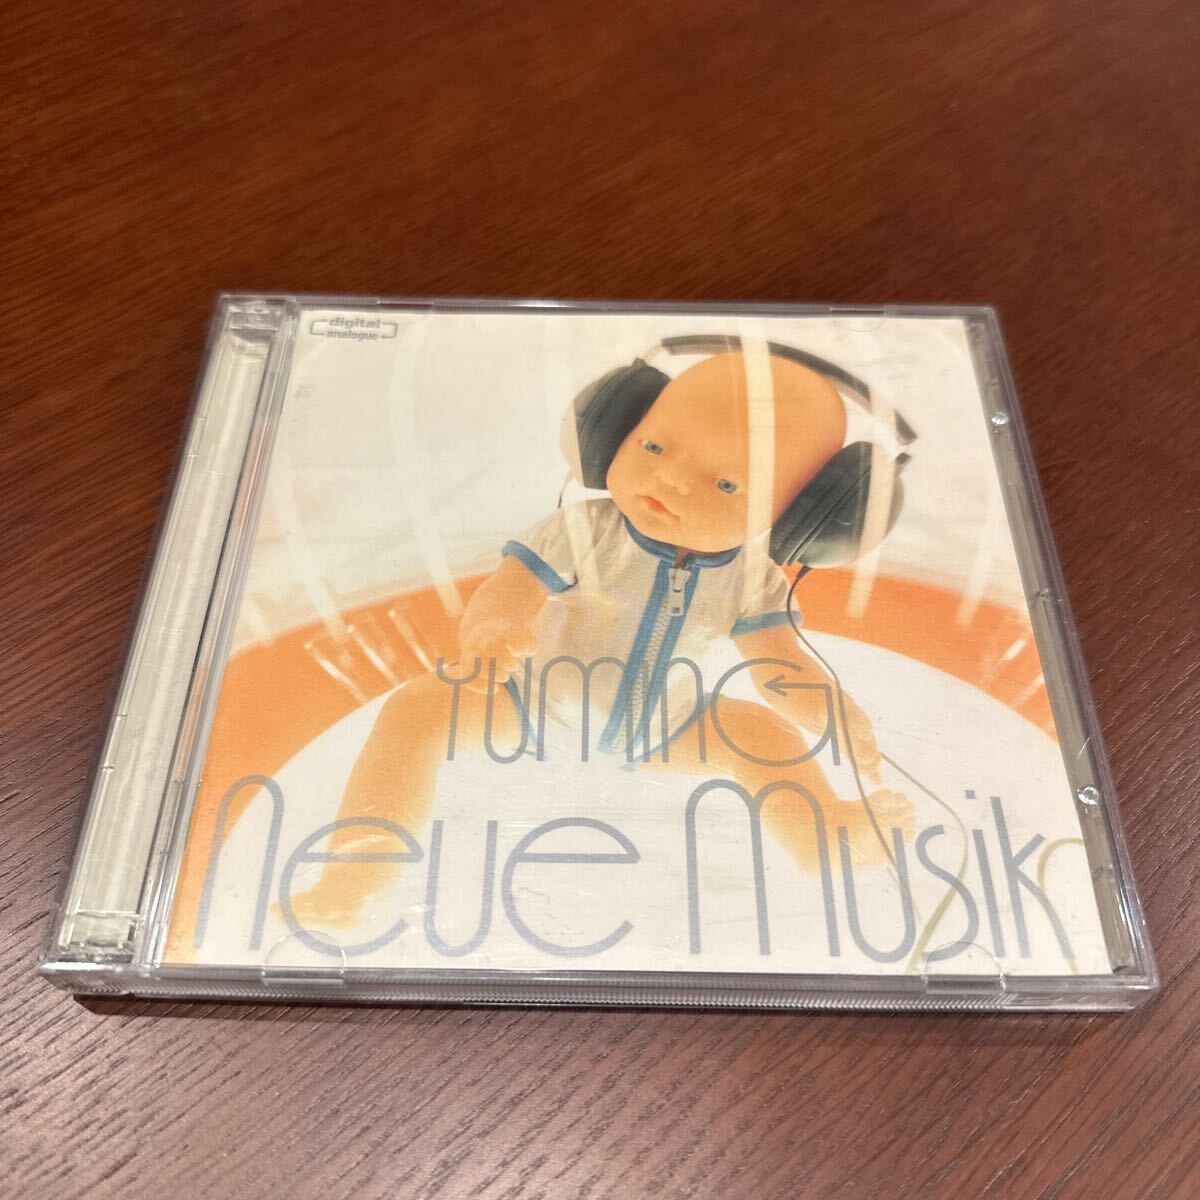 digital
analogue +
YUMING
neue musik